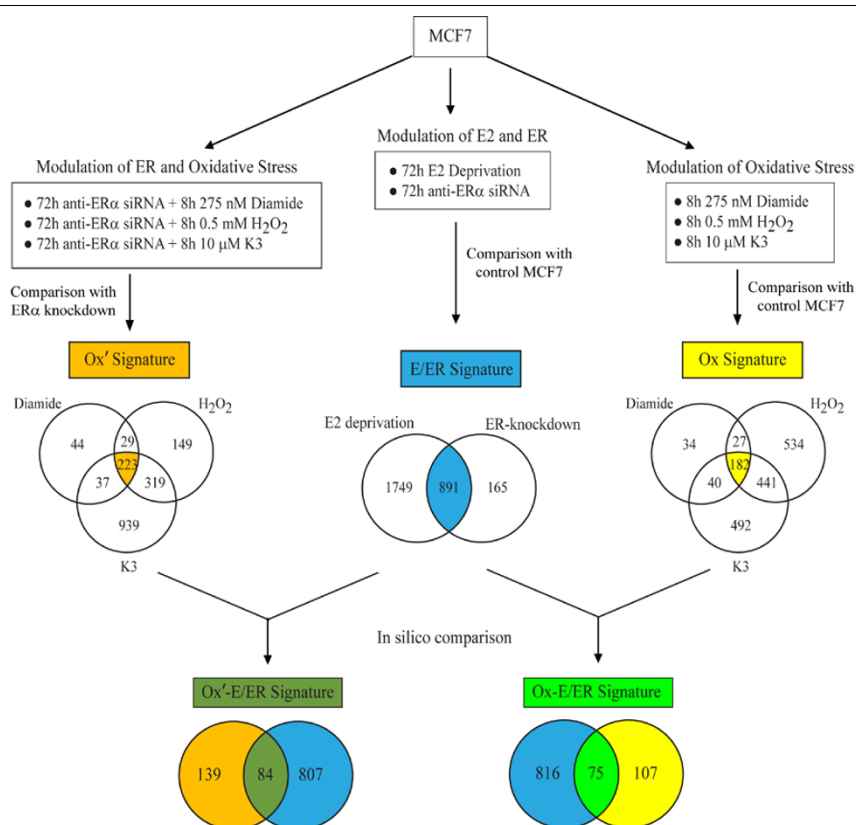 MCF7
Modulation of E2 and ER
Modulation of ER and Oxidative Stress
Modulation of Oxidative Stress
● 72h anti-ERα siRNA + 8h 275 nM Diamide
● 72h anti-ERα siRNA + 8h 0.5 mM H₂O₂
● 72h anti-ERα siRNA + 8h 10 μM K3
● 72h E2 Deprivation
● 72h anti-ERα siRNA
● 8h 275 nM Diamide
● 8h 0.5 mM H₂O₂
● 8h 10 μM K3
Comparison with
ERα knockdown
Comparison with
control MCF7
Comparison with
control MCF7
Ox′ Signature
E/ER Signature
Ox Signature
Diamide
H₂O₂
44
29
149
223
37
319
939
K3
E2 deprivation
ER-knockdown
1749
891
165
Diamide
H₂O₂
34
27
534
182
40
441
492
K3
In silico comparison
Ox′-E/ER Signature
Ox-E/ER Signature
139
84
807
816
75
107